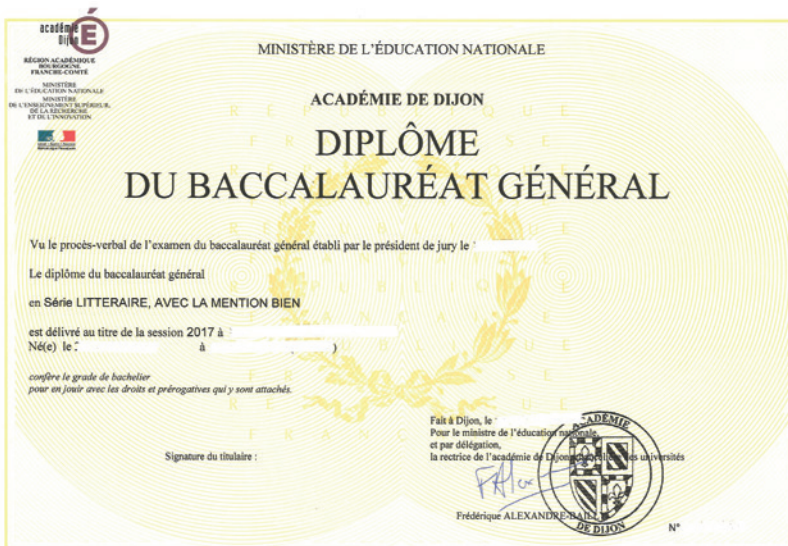 académie
Dijon
RÉGION ACADÉMIQUE
BOURGOGNE
FRANCHE-COMTÉ
MINISTÈRE
DE L'ÉDUCATION NATIONALE
MINISTÈRE
DE L'ENSEIGNEMENT SUPÉRIEUR,
DE LA RECHERCHE
ET DE L'INNOVATION
MINISTÈRE DE L'ÉDUCATION NATIONALE
ACADÉMIE DE DIJON
DIPLÔME
DU BACCALAURÉAT GÉNÉRAL
Vu le procès-verbal de l'examen du baccalauréat général établi par le président de jury le
Le diplôme du baccalauréat général
en Série LITTERAIRE, AVEC LA MENTION BIEN
est délivré au titre de la session 2017 à
Né(e) le : à )
confère le grade de bachelier
pour en jouir avec les droits et prérogatives qui y sont attachés.
Fait à Dijon, le
Pour le ministre de l'éducation nationale,
et par délégation,
la rectrice de l'académie de Dijon des universités
Signature du titulaire :
Frédérique ALEXANDRE-BAILLY
ACADÉMIE
DE DIJON
N°